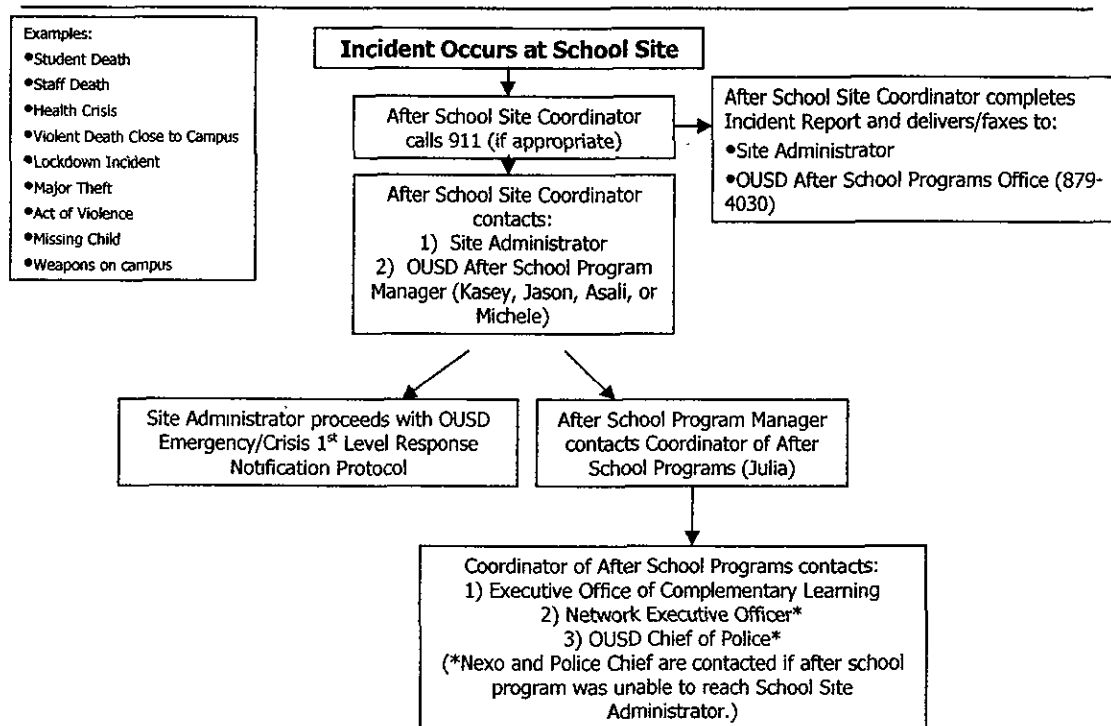 Examples:
•Student Death
•Staff Death
•Health Crisis
•Violent Death Close to Campus
•Lockdown Incident
•Major Theft
•Act of Violence
•Missing Child
•Weapons on campus
Incident Occurs at School Site
After School Site Coordinator
calls 911 (if appropriate)
After School Site Coordinator completes
Incident Report and delivers/faxes to:
•Site Administrator
•OUSD After School Programs Office (879-
4030)
After School Site Coordinator
contacts:
1) Site Administrator
2) OUSD After School Program
Manager (Kasey, Jason, Asali, or
Michele)
Site Administrator proceeds with OUSD
Emergency/Crisis 1st Level Response
Notification Protocol
After School Program Manager
contacts Coordinator of After
School Programs (Julia)
Coordinator of After School Programs contacts:
1) Executive Office of Complementary Learning
2) Network Executive Officer*
3) OUSD Chief of Police*
(*Nexo and Police Chief are contacted if after school
program was unable to reach School Site
Administrator.)